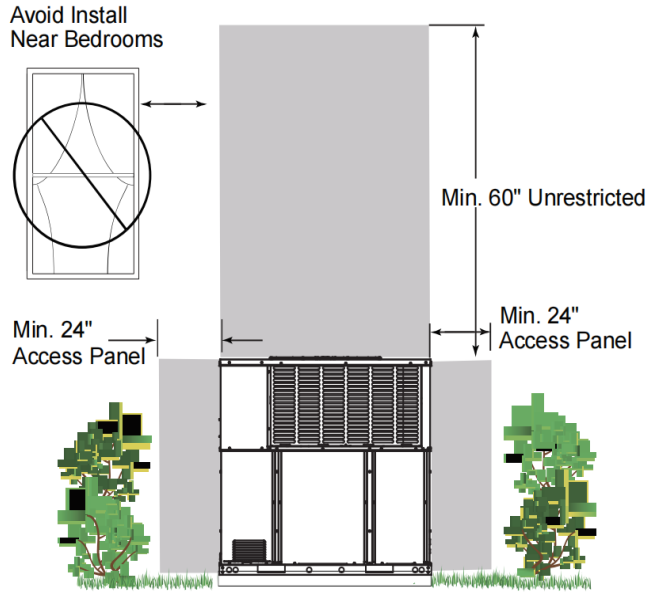 Avoid Install
Near Bedrooms
Min. 60" Unrestricted
Min. 24"
Access Panel
Min. 24"
Access Panel